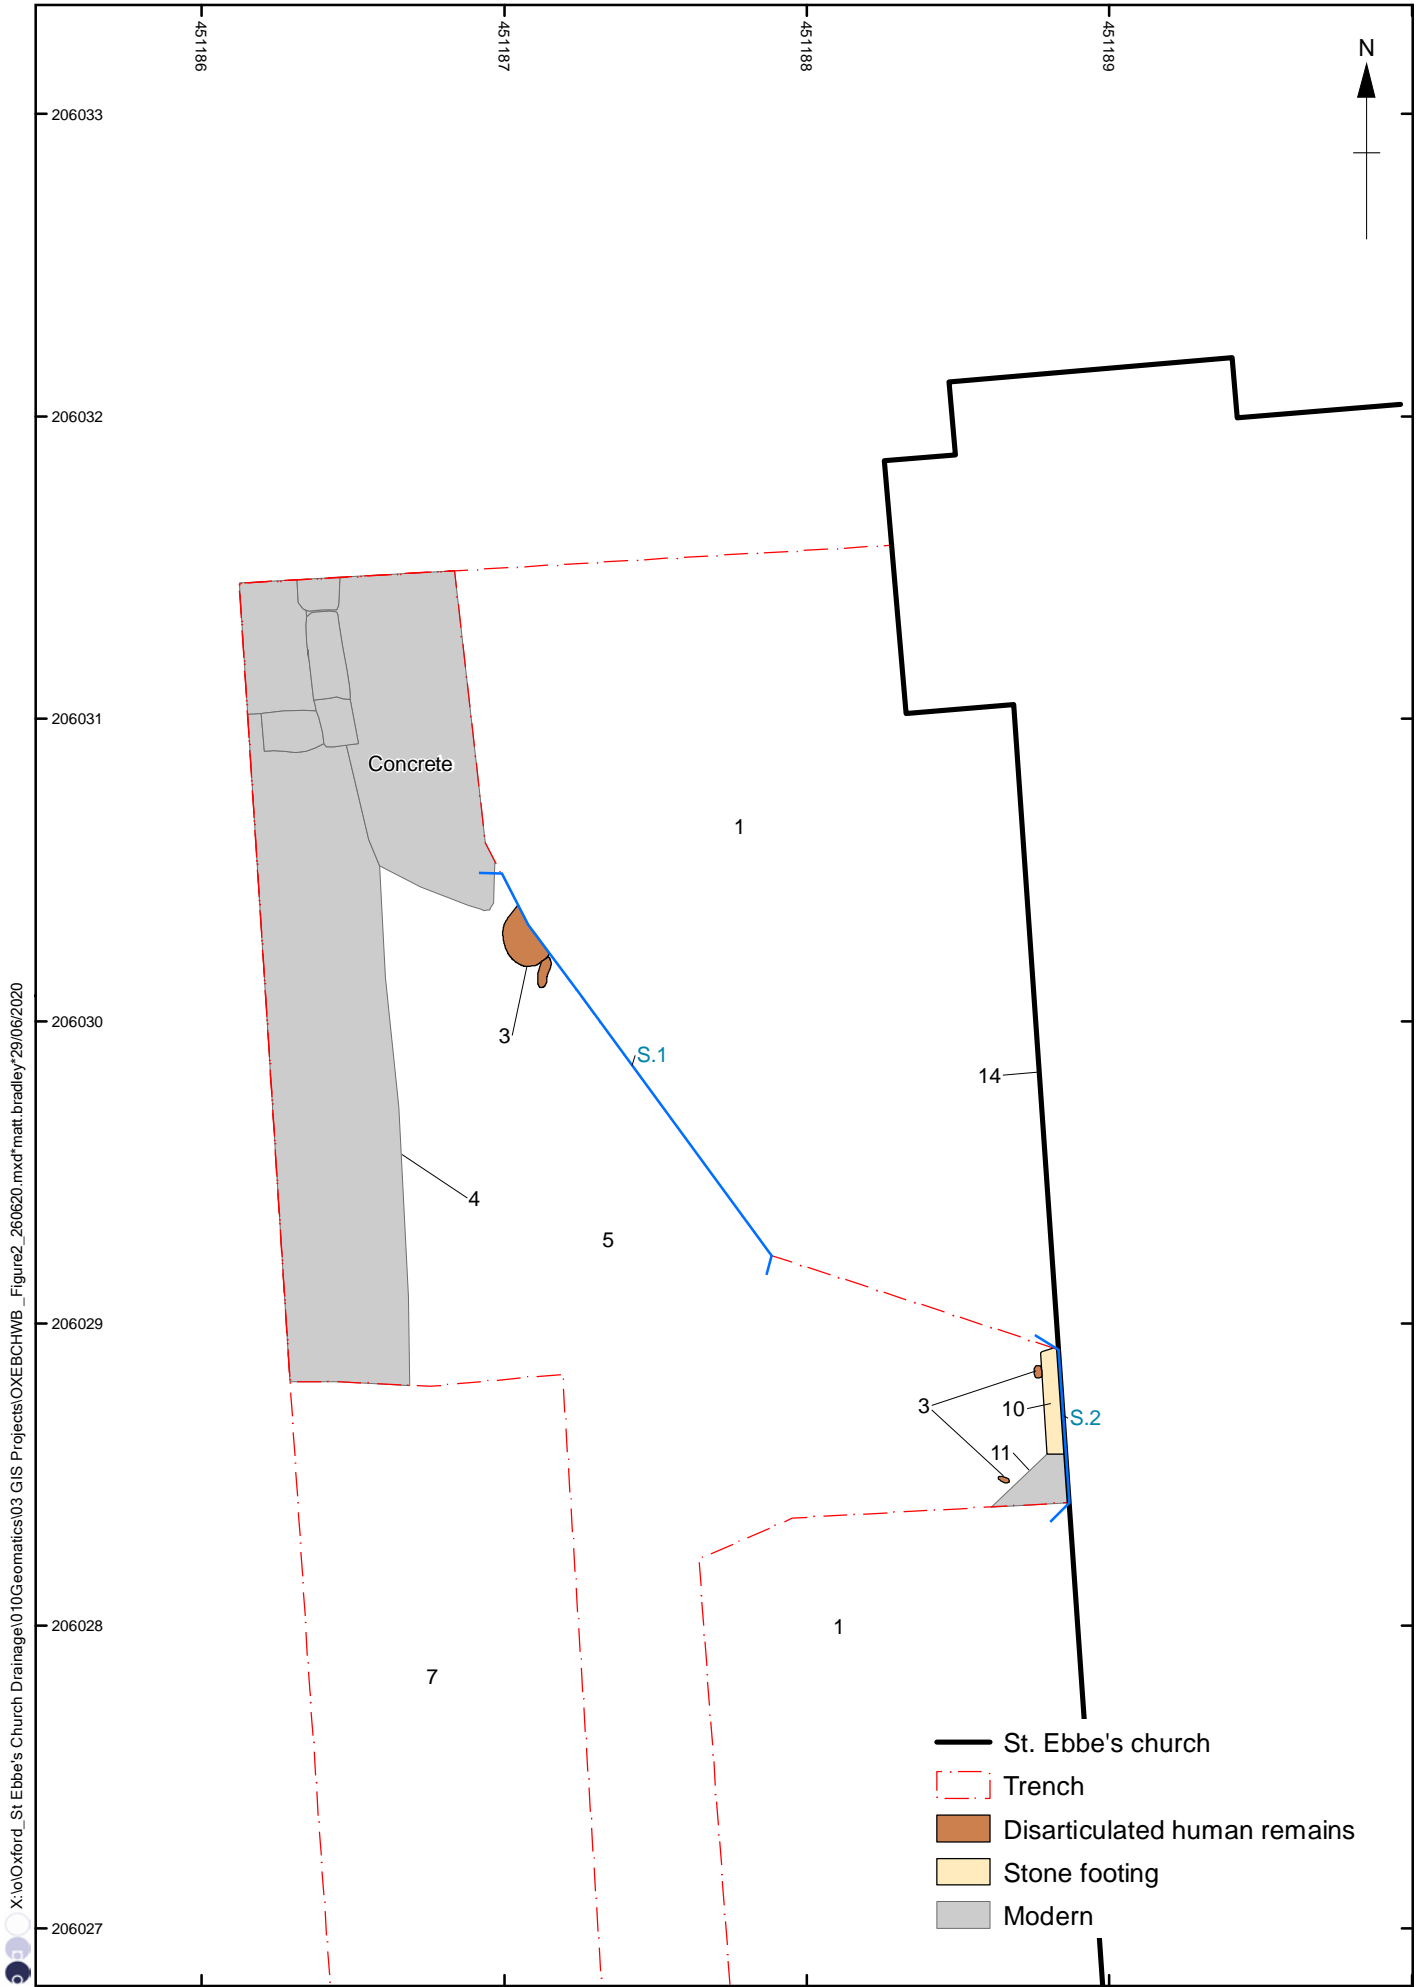 451186
451187
451188
451189
N
206033
206032
206031
Concrete
1
206030
3
S.1
14
4
5
206029
3
10
S.2
11
206028
1
7
St. Ebbe's church
Trench
Disarticulated human remains
Stone footing
Modern
206027
X:\o\Oxford_St Ebbe's Church Drainage\010Geomatics\03 GIS Projects\OXEBCHWB _Figure2_260620.mxd*matt.bradley*29/06/2020